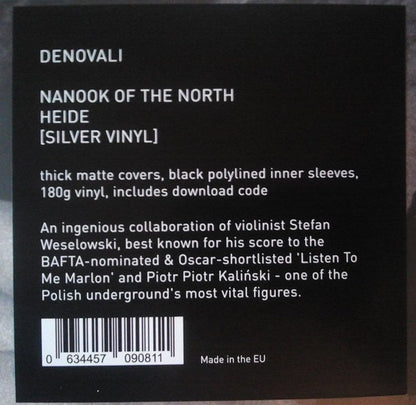 DENOVALI
NANOOK OF THE NORTH
HEIDE
[SILVER VINYL]
thick matte covers, black polylined inner sleeves,
180g vinyl, includes download code
An ingenious collaboration of violinist Stefan
Weselowski, best known for his score to the
BAFTA-nominated & Oscar-shortlisted 'Listen To
Me Marlon' and Piotr Piotr Kaliński - one of the
Polish underground's most vital figures.
0 634457 090811
Made in the EU